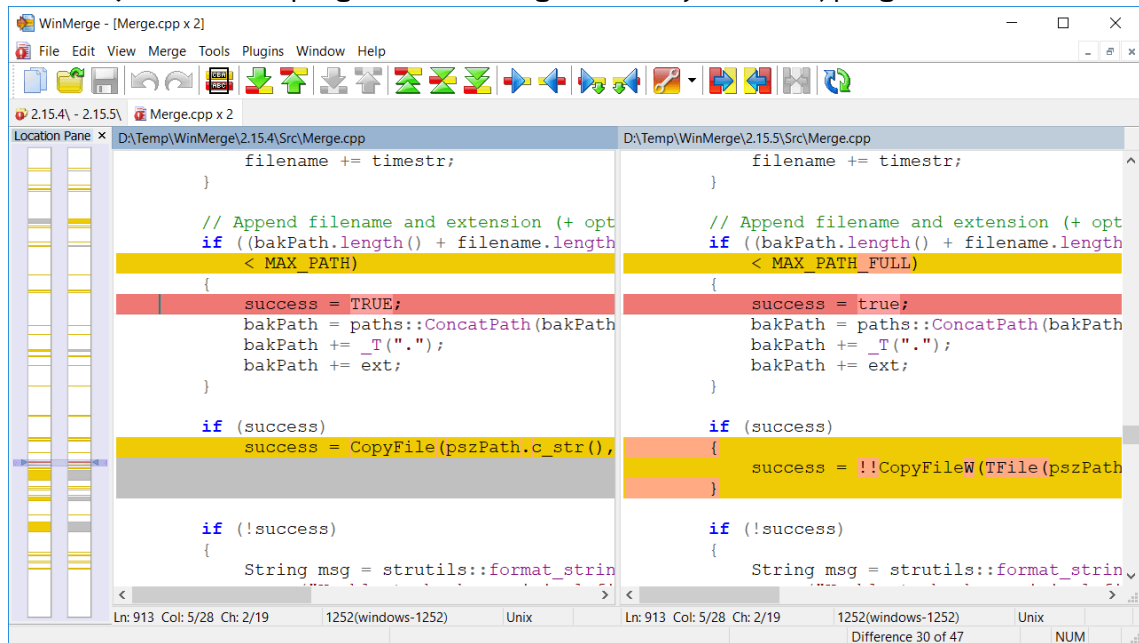 WinMerge - [Merge.cpp x 2]
File Edit View Merge Tools Plugins Window Help
2.15.4\ - 2.15.5\ Merge.cpp x 2
Location Pane
D:\Temp\WinMerge\2.15.4\Src\Merge.cpp
filename += timestr;
}
// Append filename and extension (+ opt
if ((bakPath.length() + filename.length
< MAX_PATH)
{
success = TRUE;
bakPath = paths::ConcatPath(bakPath
bakPath += _T(".");
bakPath += ext;
}
if (success)
success = CopyFile(pszPath.c_str(),
if (!success)
{
String msg = strutils::format_strin
Ln: 913 Col: 5/28 Ch: 2/19 1252(windows-1252) Unix
D:\Temp\WinMerge\2.15.5\Src\Merge.cpp
filename += timestr;
}
// Append filename and extension (+ opt
if ((bakPath.length() + filename.length
< MAX_PATH_FULL)
{
success = true;
bakPath = paths::ConcatPath(bakPath
bakPath += _T(".");
bakPath += ext;
}
if (success)
{
success = !!CopyFileW(TFile(pszPath
}
if (!success)
{
String msg = strutils::format_strin
Ln: 913 Col: 5/28 Ch: 2/19 1252(windows-1252) Unix
Difference 30 of 47 NUM